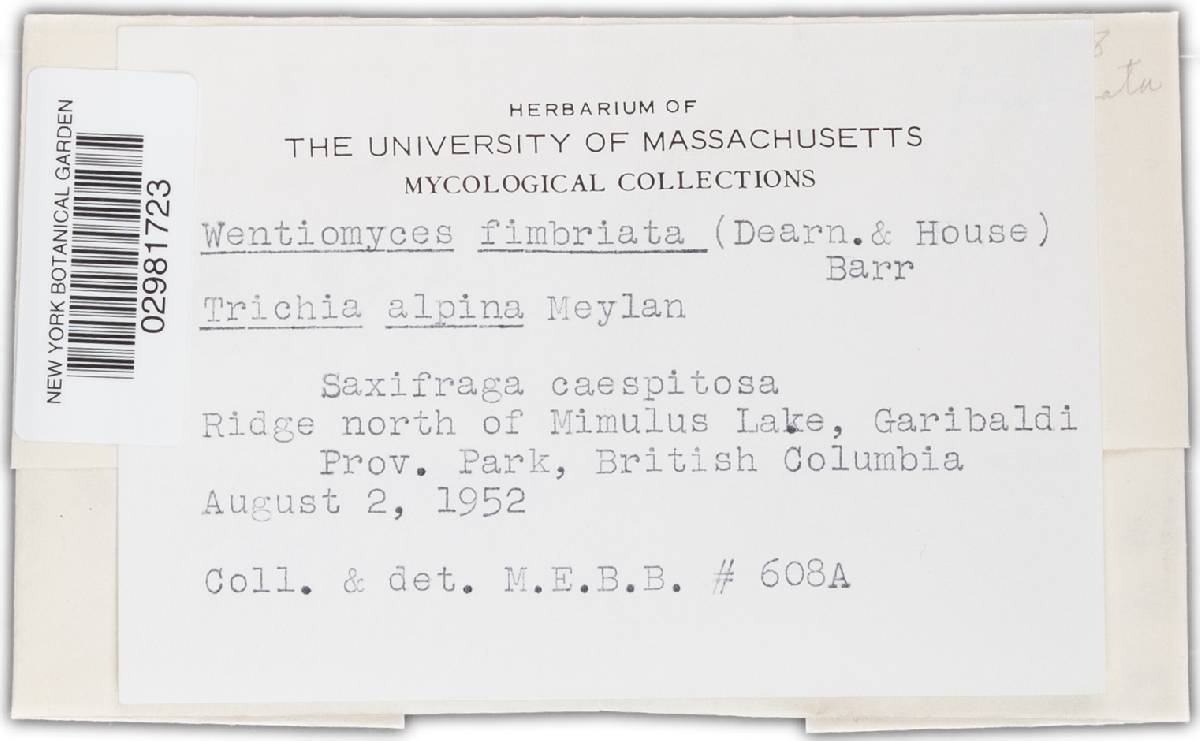 HERBARIUM OF
THE UNIVERSITY OF MASSACHUSETTS
MYCOLOGICAL COLLECTIONS
Wentiomyces fimbriata (Dearn. & House)
Barr
Trichia alpina Meylan
Saxifraga caespitosa
Ridge north of Mimulus Lake, Garibaldi
Prov. Park, British Columbia
August 2, 1952
Coll. & det. M.E.B.B. # 608A
NEW YORK BOTANICAL GARDEN
02981723